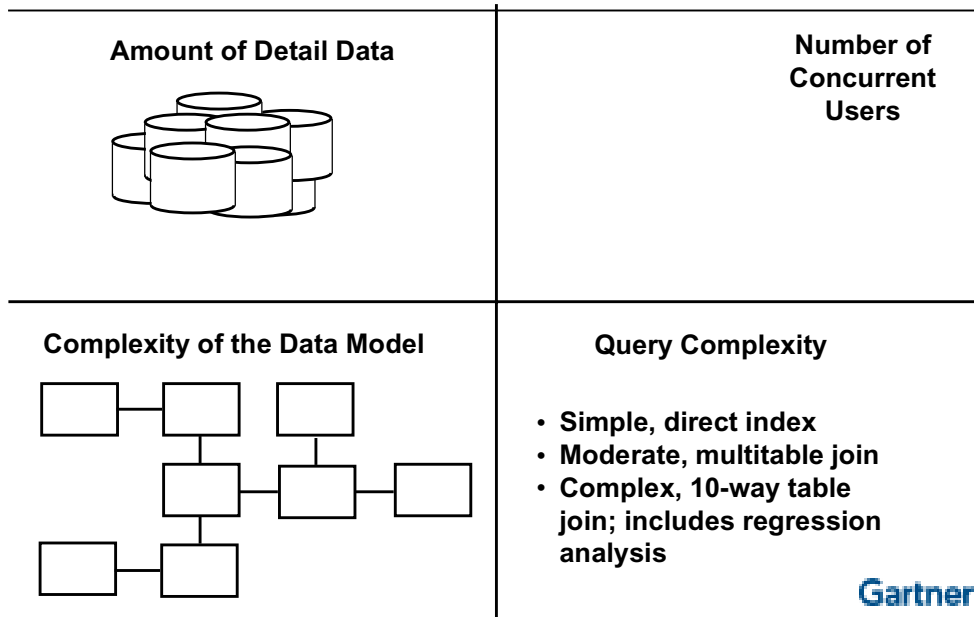 Amount of Detail Data
Number of
Concurrent
Users
Complexity of the Data Model
Query Complexity
• Simple, direct index
• Moderate, multitable join
• Complex, 10-way table
join; includes regression
analysis
Gartner